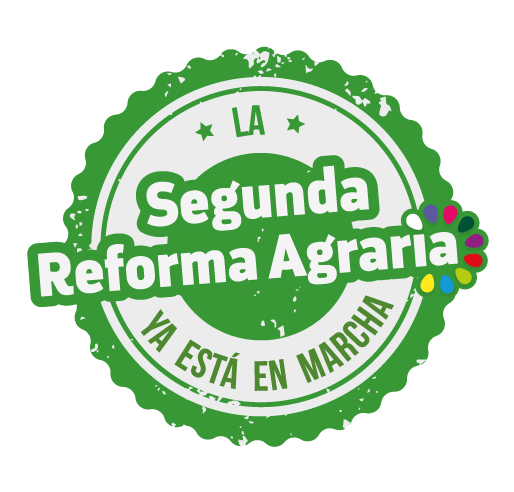 LA
Segunda
Reforma Agraria
YA ESTÁ EN MARCHA